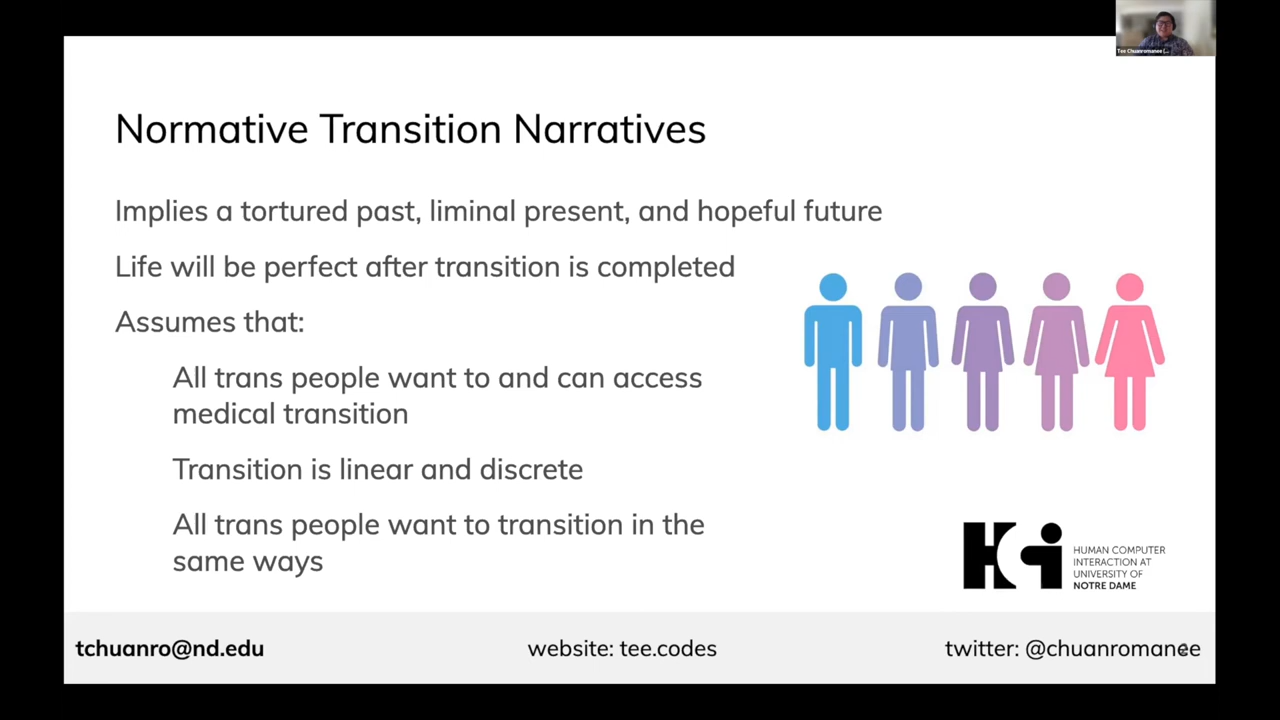 Tee Chuanromanee (...
Normative Transition Narratives
Implies a tortured past, liminal present, and hopeful future
Life will be perfect after transition is completed
Assumes that:
All trans people want to and can access
medical transition
Transition is linear and discrete
All trans people want to transition in the
same ways
HCi
HUMAN COMPUTER
INTERACTION AT
UNIVERSITY OF
NOTRE DAME
tchuanro@nd.edu
website: tee.codes
twitter: @chuanromanee